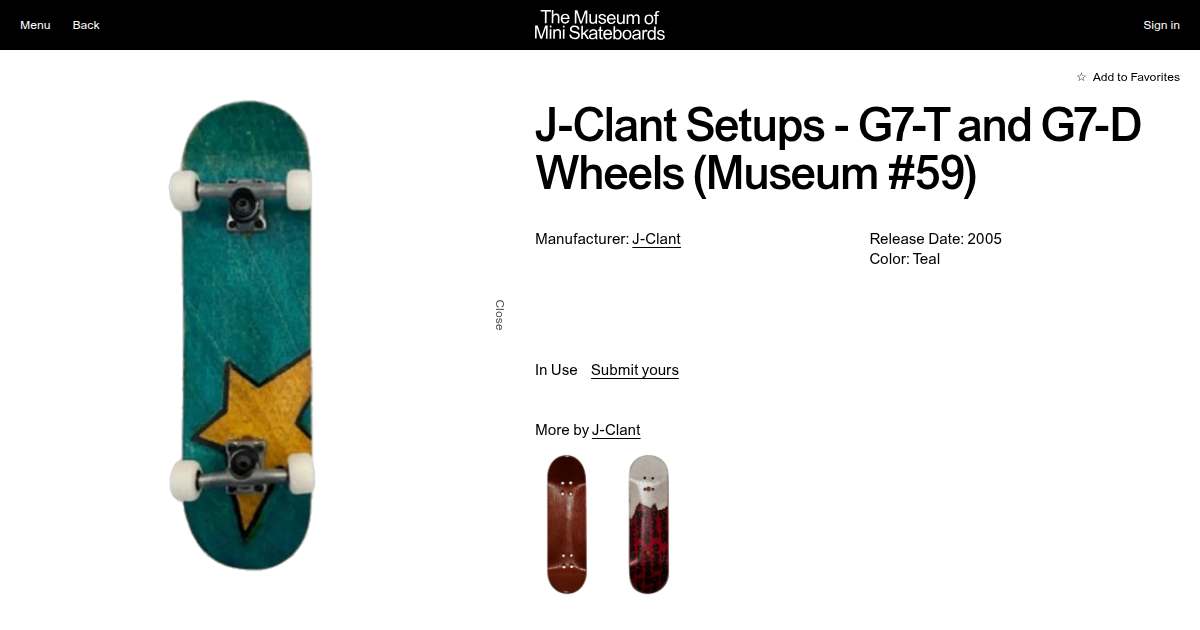 Menu
Back
The Museum of
Mini Skateboards
Sign in
☆ Add to Favorites
J-Clant Setups - G7-T and G7-D
Wheels (Museum #59)
Manufacturer: J-Clant
Release Date: 2005
Color: Teal
Close
In Use
Submit yours
More by J-Clant